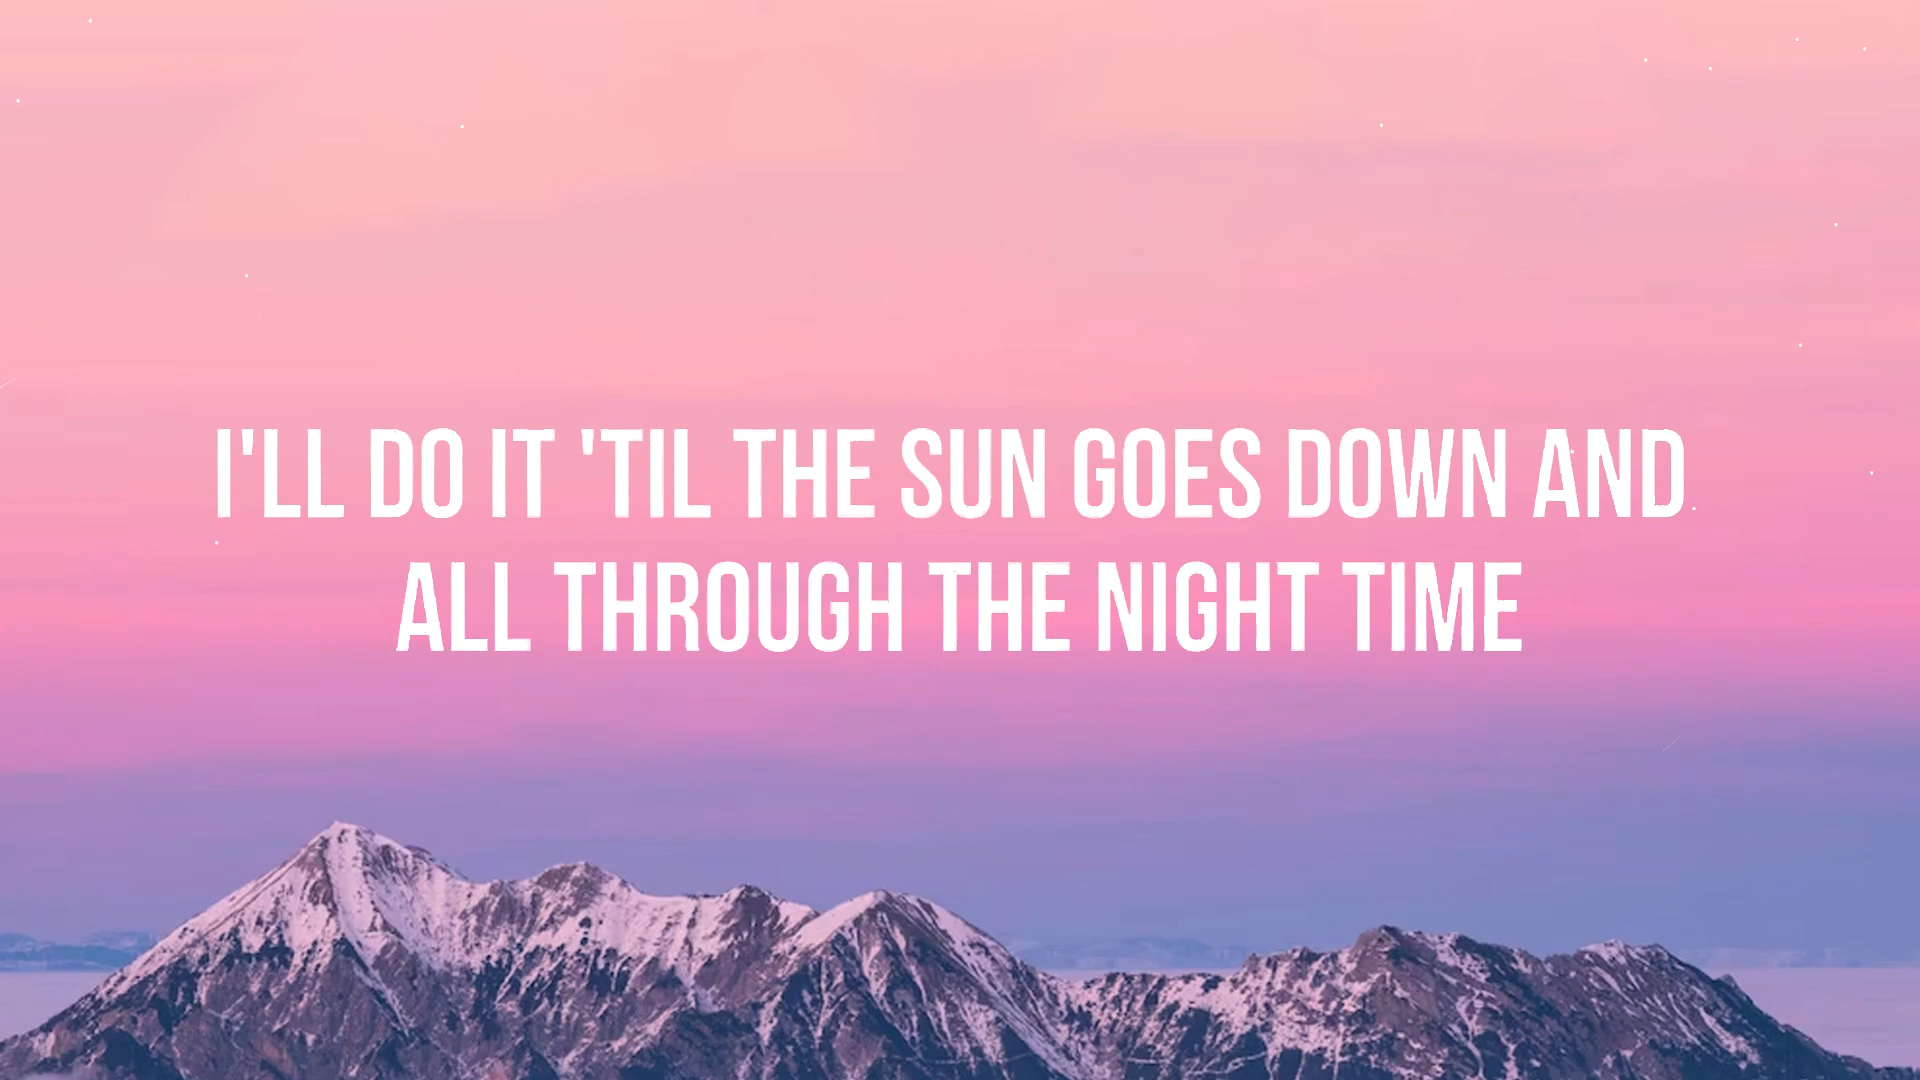 I'LL DO IT 'TIL THE SUN GOES DOWN AND
ALL THROUGH THE NIGHT TIME